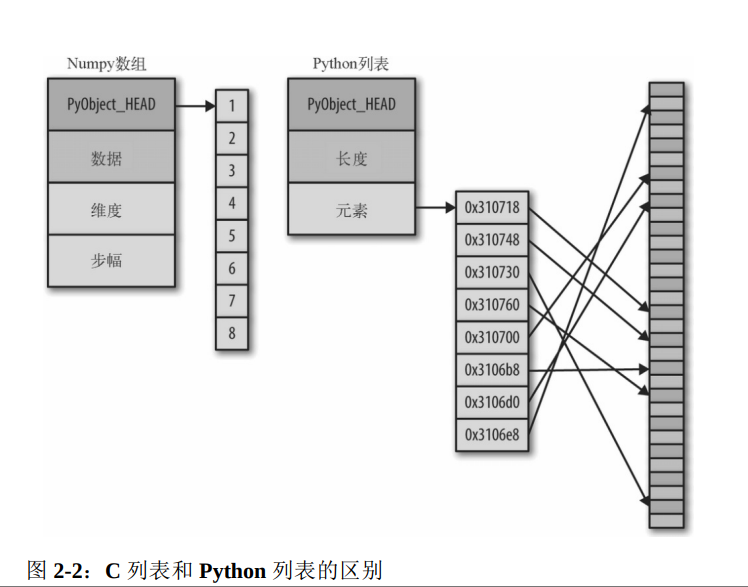 Numpy数组
PyObject_HEAD
数据
维度
步幅
1
2
3
4
5
6
7
8
Python列表
PyObject_HEAD
长度
元素
0x310718
0x310748
0x310730
0x310760
0x310700
0x3106b8
0x3106d0
0x3106e8
图 2-2：C 列表和 Python 列表的区别